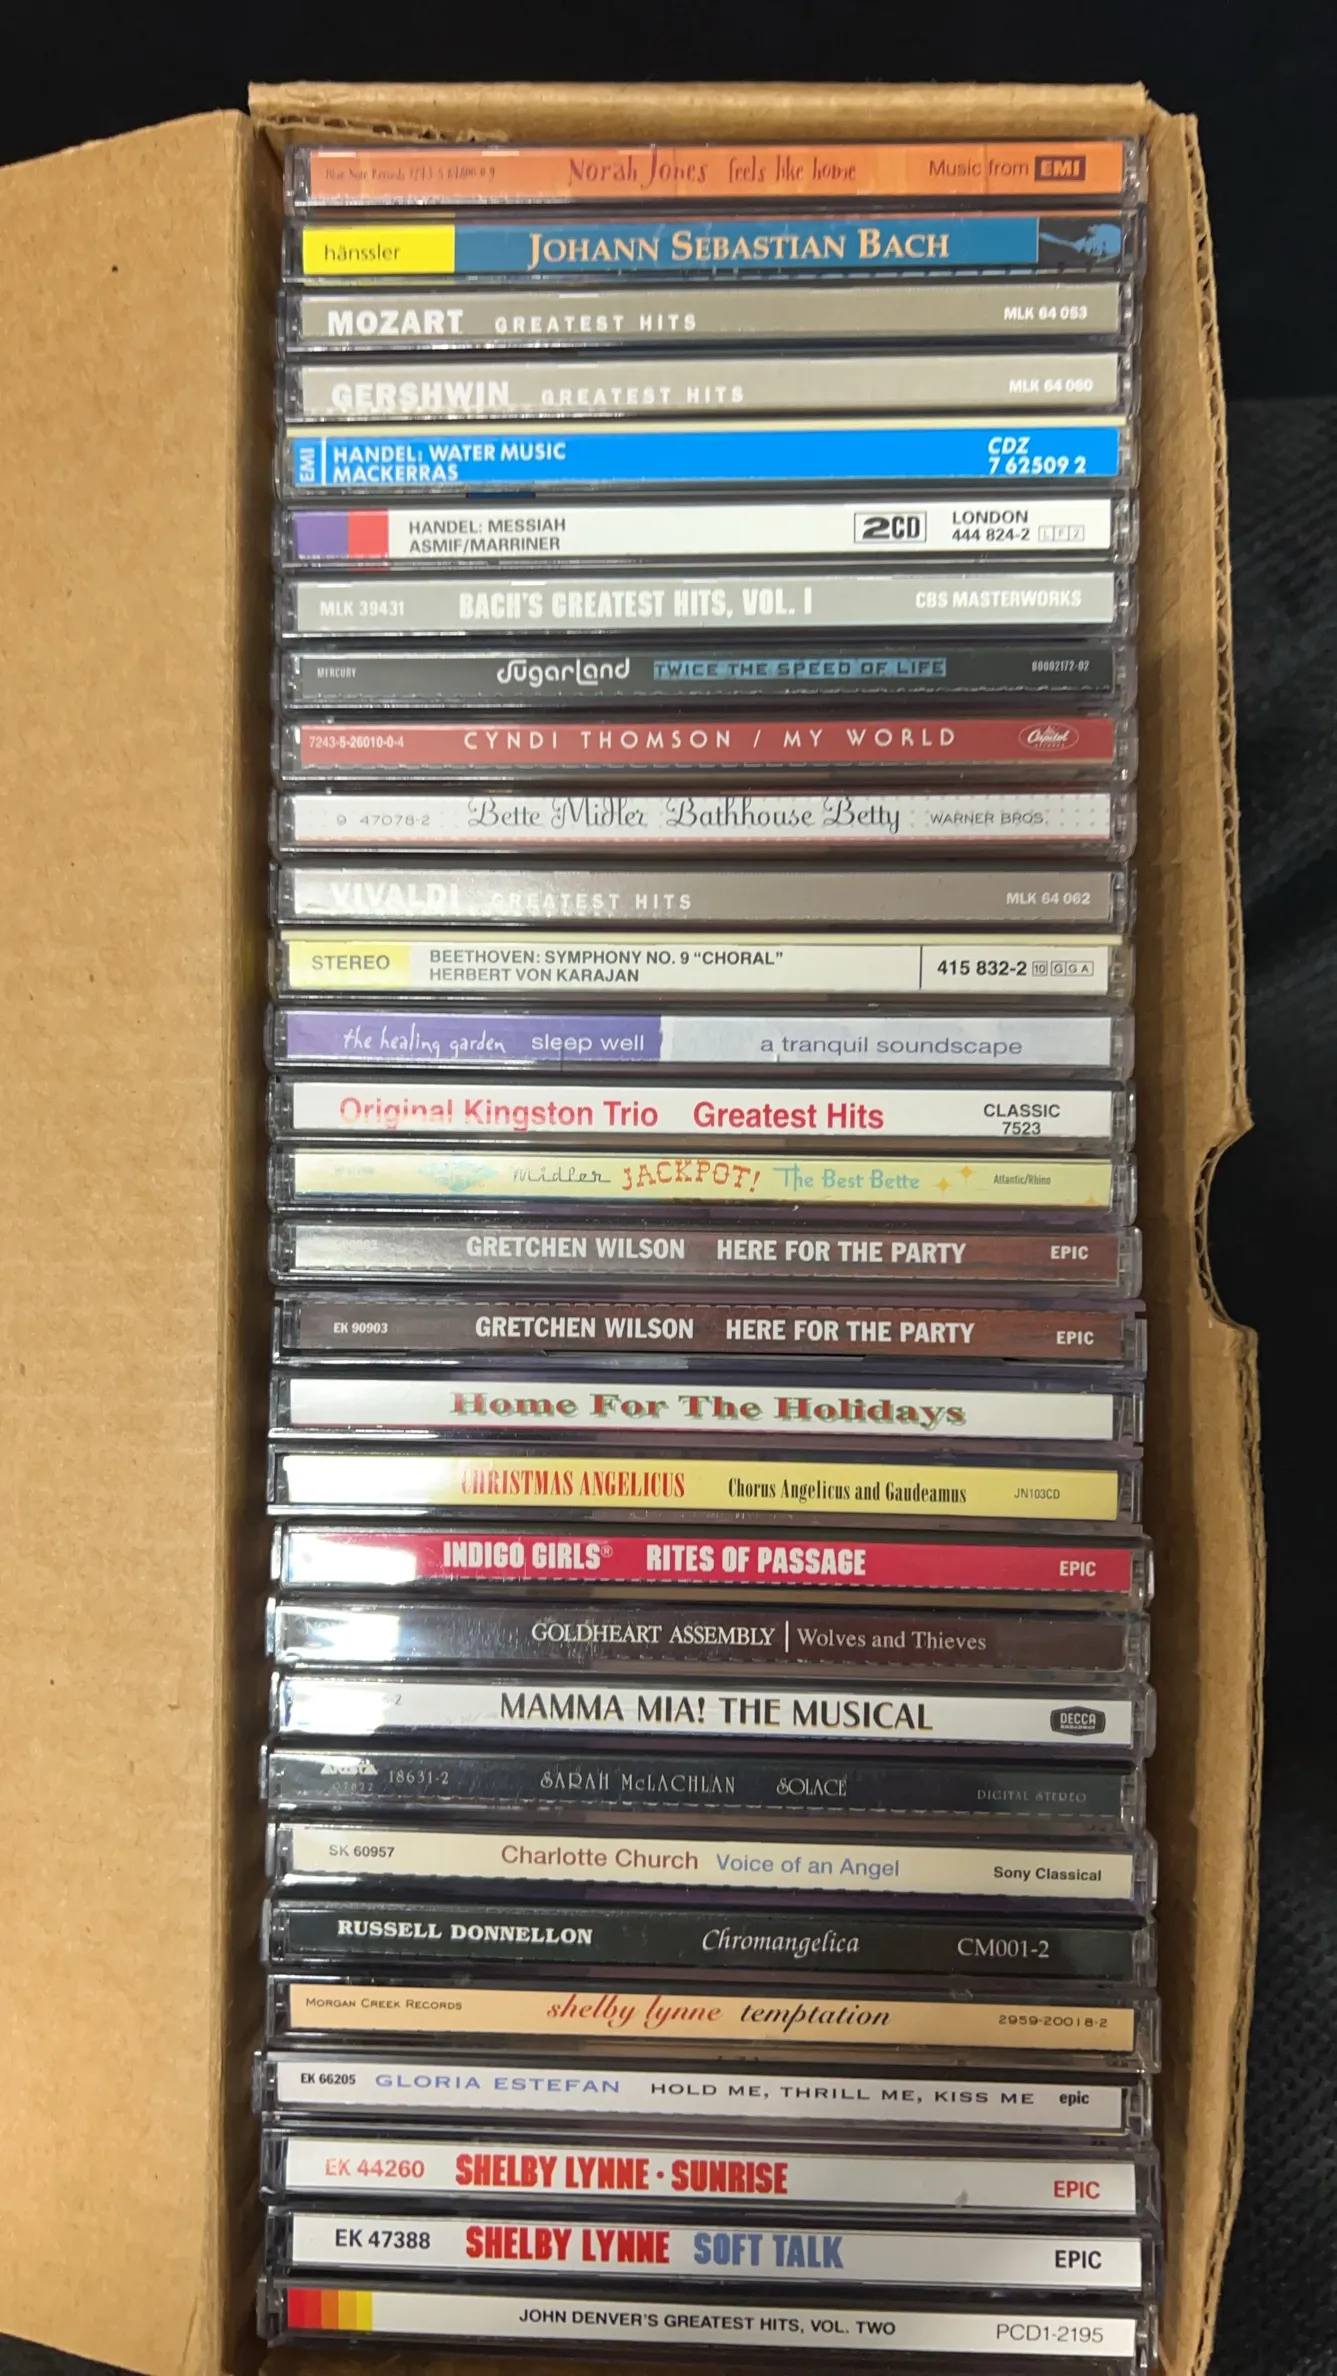 Norah Jones feels like home Music from EMI
hänssler JOHANN SEBASTIAN BACH
MOZART GREATEST HITS MLK 64 053
GERSHWIN GREATEST HITS MLK 64 060
EMI HANDEL: WATER MUSIC CDZ
MACKERRAS 7 62509 2
HANDEL: MESSIAH 2CD LONDON
ASMIF/MARRINER 444 824-2
MLK 39431 BACH'S GREATEST HITS, VOL. I CBS MASTERWORKS
MERCURY Sugarland TWICE THE SPEED OF LIFE B0002172-02
7243-5-26010-0-4 CYNDI THOMSON / MY WORLD Capitol
9 47078-2 Bette Midler Bathhouse Betty WARNER BROS.
VIVALDI GREATEST HITS MLK 64 062
STEREO BEETHOVEN: SYMPHONY NO. 9 “CHORAL” 415 832-2 10 G G A
HERBERT VON KARAJAN
the healing garden sleep well a tranquil soundscape
Original Kingston Trio Greatest Hits CLASSIC
7523
Midler JACKPOT! The Best Bette Atlantic/Rhino
GRETCHEN WILSON HERE FOR THE PARTY EPIC
EK 90903 GRETCHEN WILSON HERE FOR THE PARTY EPIC
Home For The Holidays
CHRISTMAS ANGELICUS Chorus Angelicus and Gaudeamus JN103CD
INDIGO GIRLS® RITES OF PASSAGE EPIC
GOLDHEART ASSEMBLY | Wolves and Thieves
MAMMA MIA! THE MUSICAL DECCA
BROADWAY
18631-2 SARAH McLACHLAN SOLACE DIGITAL STEREO
SK 60957 Charlotte Church Voice of an Angel Sony Classical
RUSSELL DONNELLON Chromangelica CM001-2
MORGAN CREEK RECORDS shelby lynne temptation 2959-20018-2
EK 66205 GLORIA ESTEFAN HOLD ME, THRILL ME, KISS ME epic
EK 44260 SHELBY LYNNE • SUNRISE EPIC
EK 47388 SHELBY LYNNE SOFT TALK EPIC
JOHN DENVER'S GREATEST HITS, VOL. TWO PCD1-2195